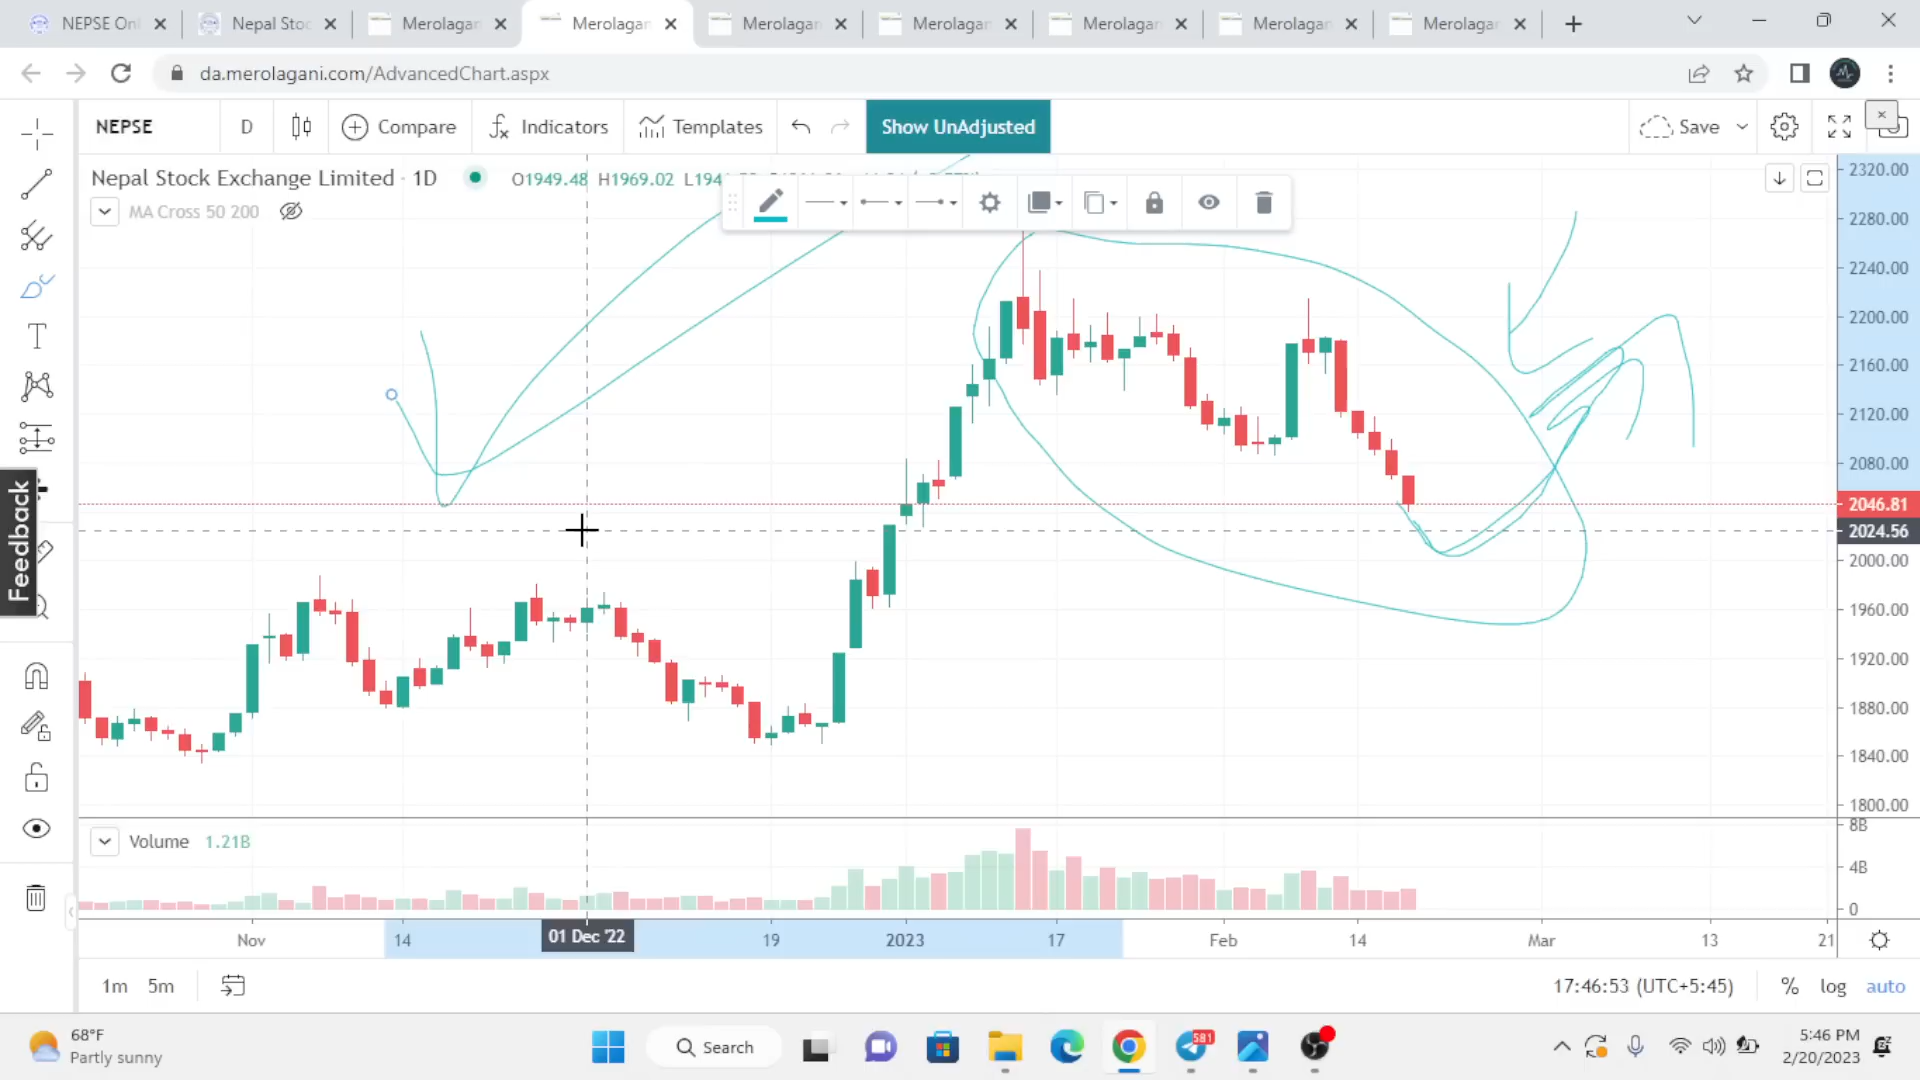 NEPSE Onl
Nepal Stoc
Merolagan
Merolagan
Merolagan
Merolagan
Merolagan
Merolagan
Merolagan
da.merolagani.com/AdvancedChart.aspx
NEPSE
D
Compare
Indicators
Templates
Show UnAdjusted
Save
Nepal Stock Exchange Limited · 1D
O1949.48 H1969.02
MA Cross 50 200
2320.00
2280.00
2240.00
2200.00
2160.00
2120.00
2080.00
2046.81
2024.56
2000.00
1960.00
1920.00
1880.00
1840.00
1800.00
Feedback
Volume 1.21B
8B
4B
0
Nov
14
01 Dec '22
19
2023
17
Feb
14
Mar
13
21
1m 5m
17:46:53 (UTC+5:45)
% log auto
68°F
Partly sunny
Search
581
5:46 PM
2/20/2023